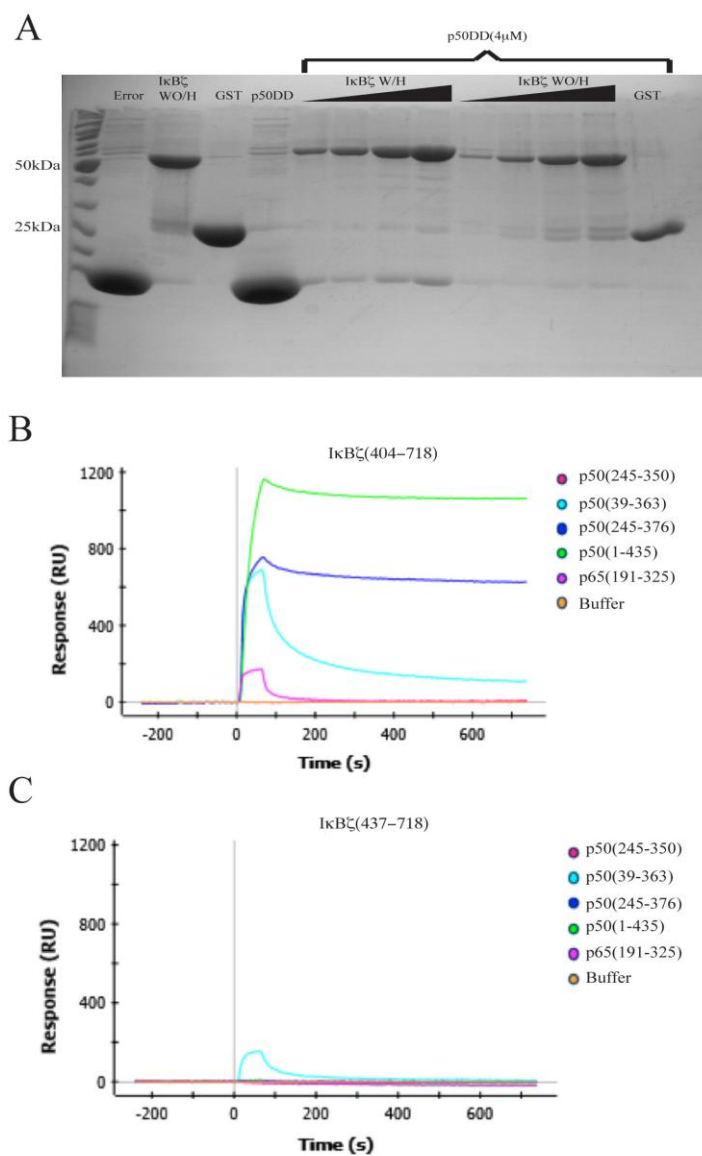 A
p50DD(4μM)
Error
IκBζ
WO/H
GST
p50DD
IκBζ W/H
IκBζ WO/H
GST
50kDa
25kDa
B
IκBζ(404–718)
1200
800
400
0
Response (RU)
-200 0 200 400 600
Time (s)
p50(245-350)
p50(39-363)
p50(245-376)
p50(1-435)
p65(191-325)
Buffer
C
IκBζ(437–718)
1200
800
400
0
Response (RU)
-200 0 200 400 600
Time (s)
p50(245-350)
p50(39-363)
p50(245-376)
p50(1-435)
p65(191-325)
Buffer